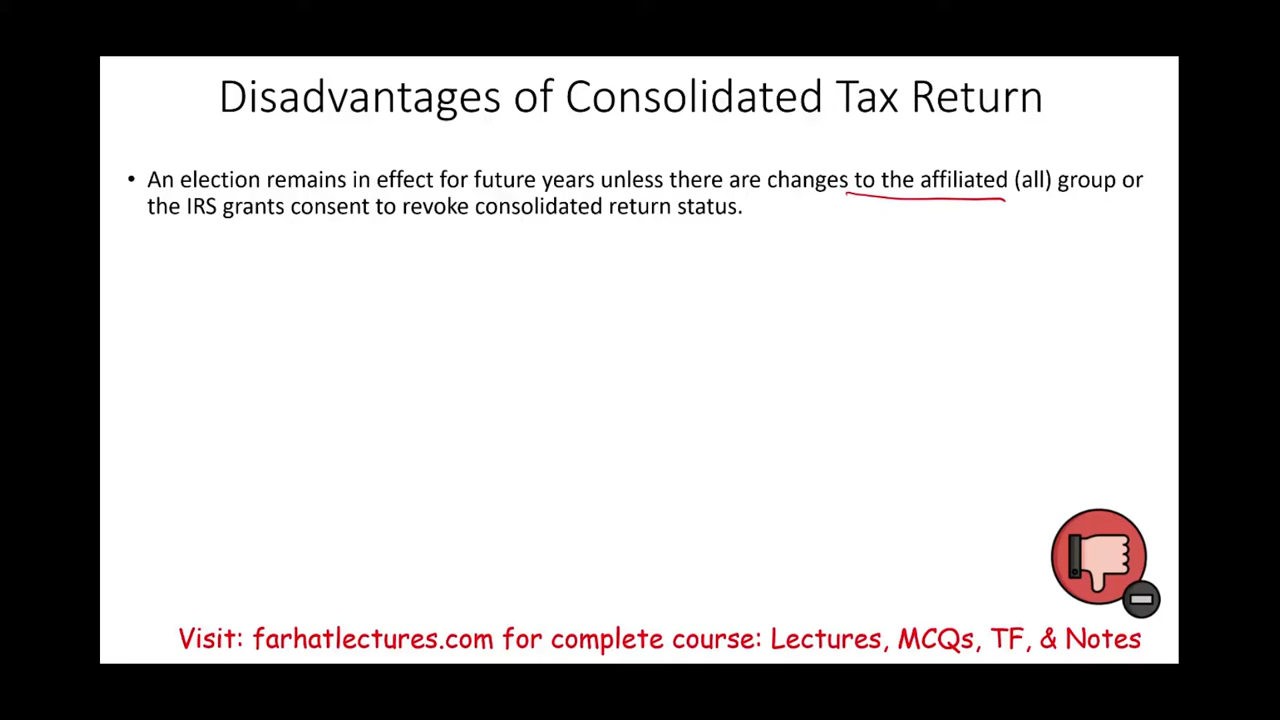 Disadvantages of Consolidated Tax Return
• An election remains in effect for future years unless there are changes to the affiliated (all) group or
the IRS grants consent to revoke consolidated return status.
Visit: farhatlectures.com for complete course: Lectures, MCQs, TF, & Notes